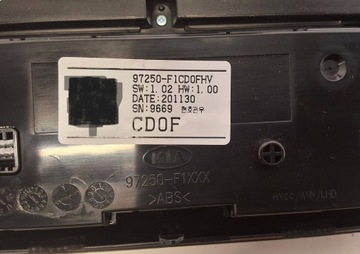 97250-F1CD0FHV
SW:1.02 HW:1.00
DATE:201130
SN:9669
CD0F
KIA
97250-F1XXX
>ABS<